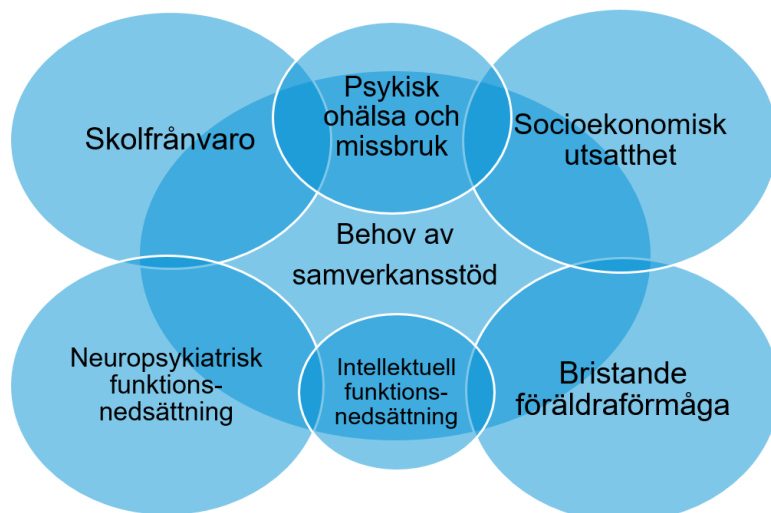 Psykisk
ohälsa och
missbruk
Skolfrånvaro
Socioekonomisk
utsatthet
Behov av
samverkansstöd
Neuropsykiatrisk
funktions-
nedsättning
Intellektuell
funktions-
nedsättning
Bristande
föräldraförmåga